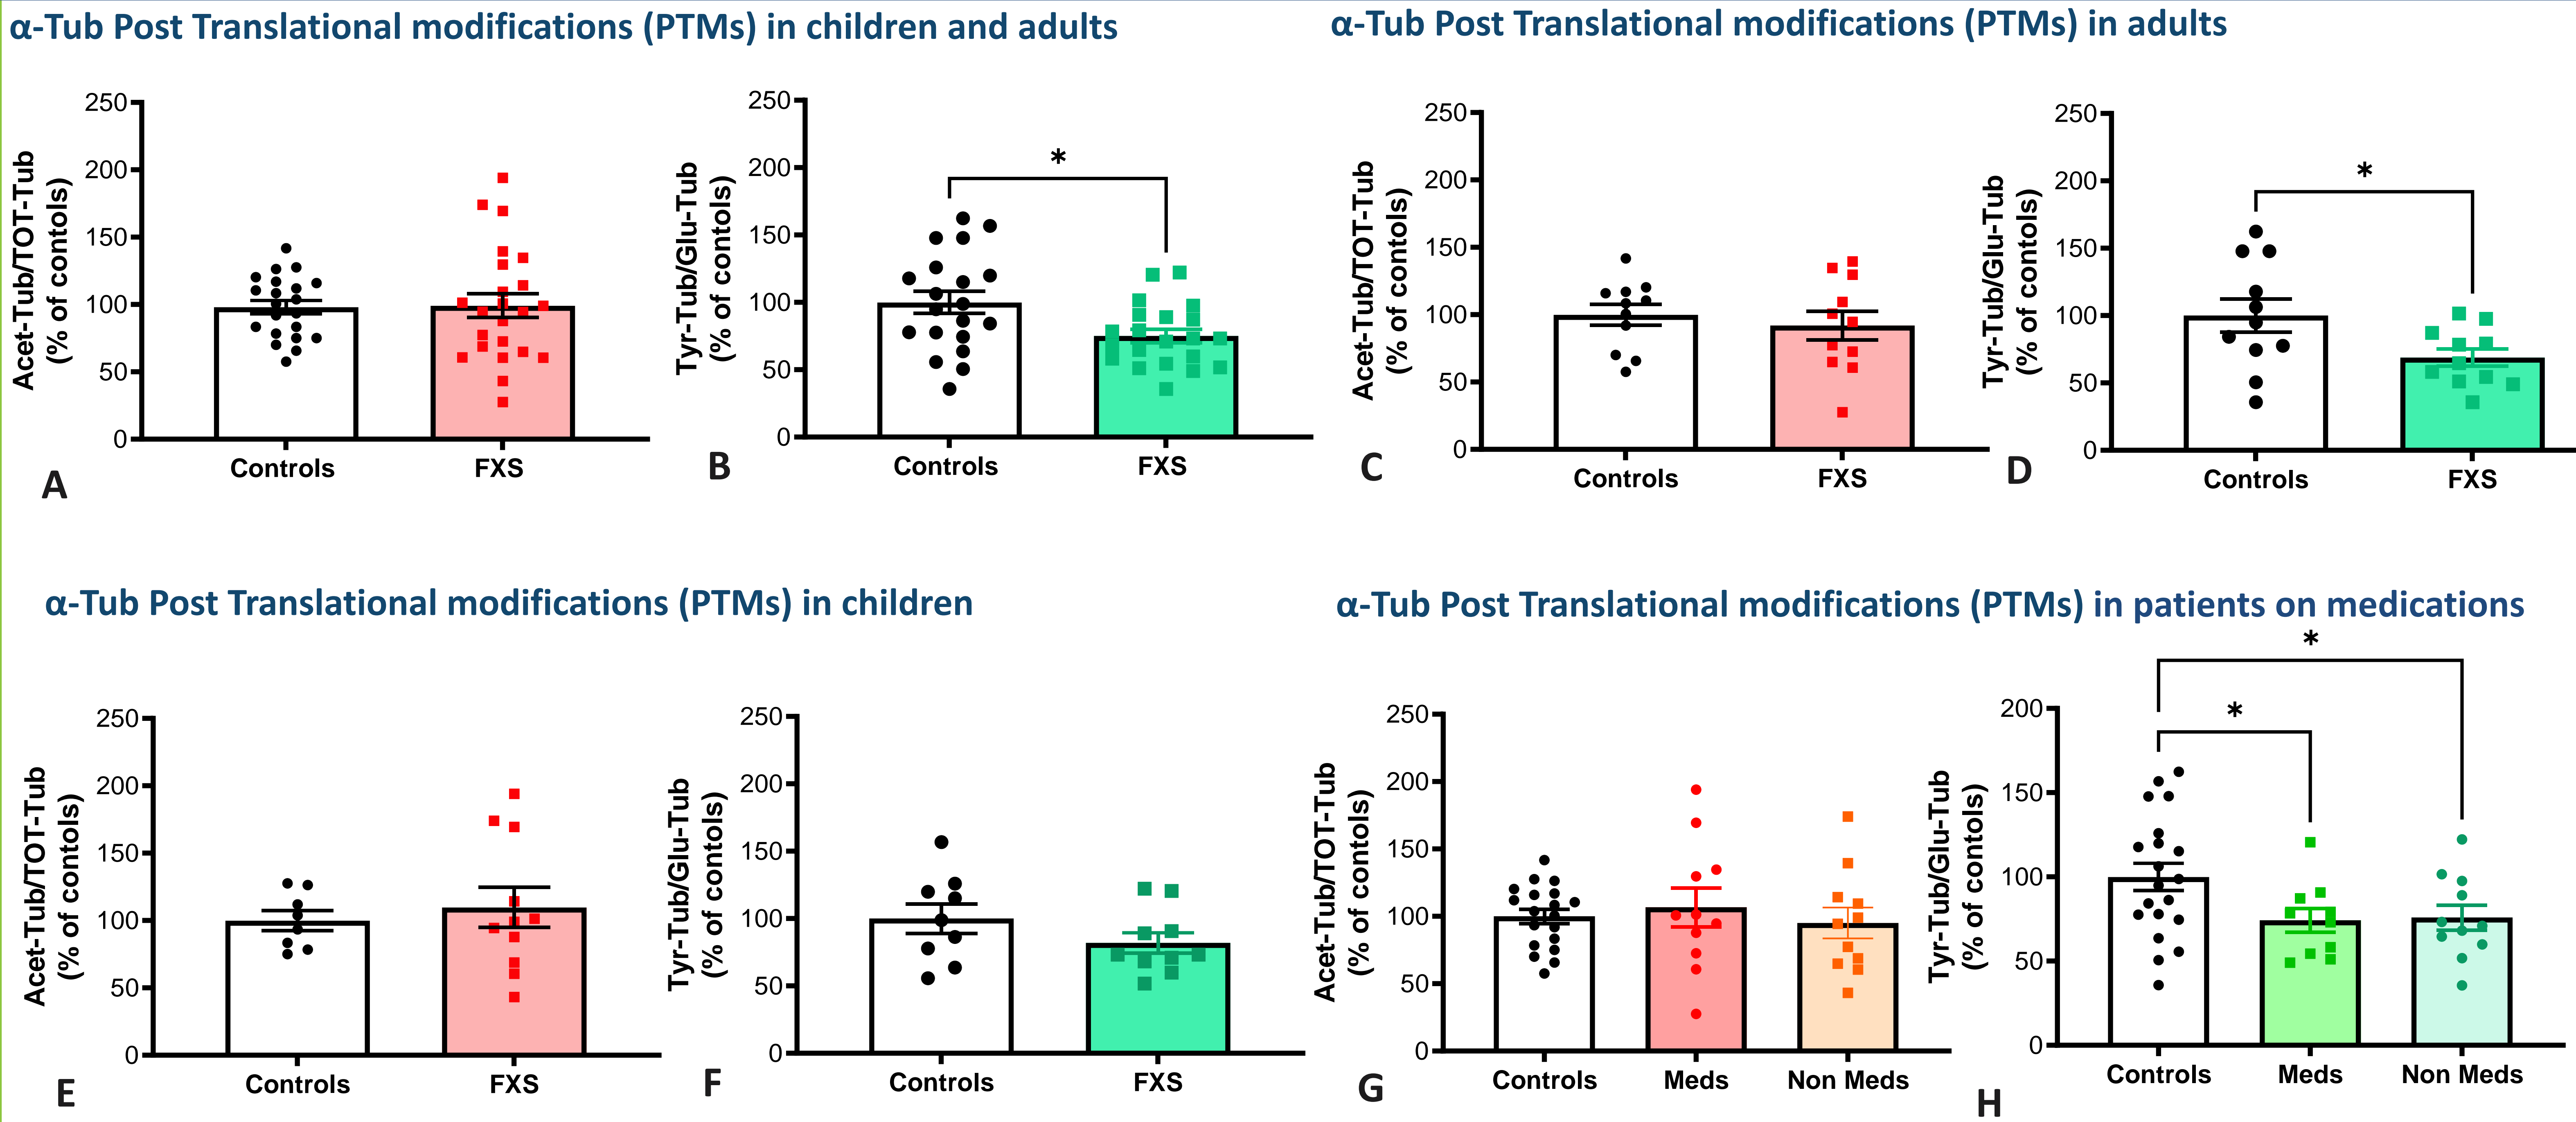 α-Tub Post Translational modifications (PTMs) in children and adults
Acet-Tub/TOT-Tub
(% of contols)
250
200
150
100
50
0
Controls
FXS
A
Tyr-Tub/Glu-Tub
(% of contols)
250
200
150
100
50
0
*
Controls
FXS
B
α-Tub Post Translational modifications (PTMs) in adults
Acet-Tub/TOT-Tub
(% of contols)
250
200
150
100
50
0
Controls
FXS
C
Tyr-Tub/Glu-Tub
(% of contols)
250
200
150
100
50
0
*
Controls
FXS
D
α-Tub Post Translational modifications (PTMs) in children
Acet-Tub/TOT-Tub
(% of contols)
250
200
150
100
50
0
Controls
FXS
E
Tyr-Tub/Glu-Tub
(% of contols)
250
200
150
100
50
0
Controls
FXS
F
α-Tub Post Translational modifications (PTMs) in patients on medications
Acet-Tub/TOT-Tub
(% of contols)
250
200
150
100
50
0
Controls
Meds
Non Meds
G
Tyr-Tub/Glu-Tub
(% of contols)
200
150
100
50
0
*
*
Controls
Meds
Non Meds
H